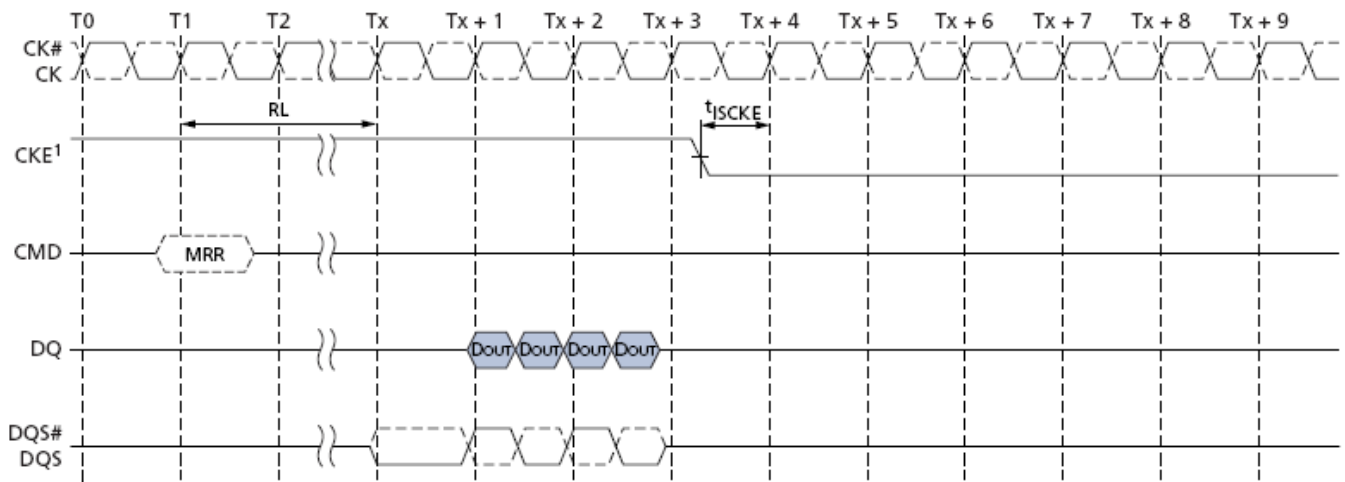 T0 T1 T2 Tx Tx + 1 Tx + 2 Tx + 3 Tx + 4 Tx + 5 Tx + 6 Tx + 7 Tx + 8 Tx + 9
CK#
CK
RL
tISCKE
CKE1
CMD MRR
DQ DOUT DOUT DOUT DOUT
DQS#
DQS